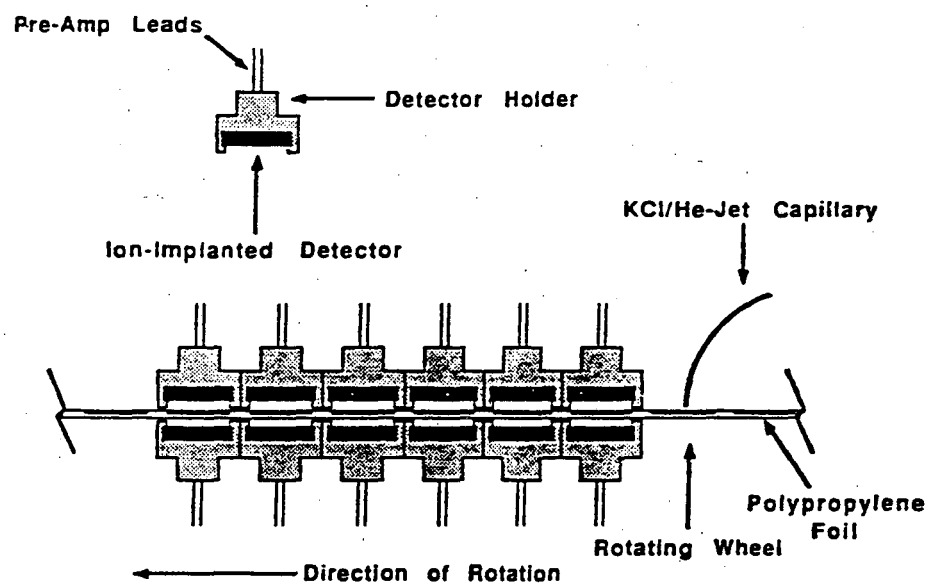 Pre-Amp Leads
Detector Holder
Ion-Implanted Detector
KCl/He-Jet Capillary
Polypropylene
Foil
Rotating Wheel
Direction of Rotation